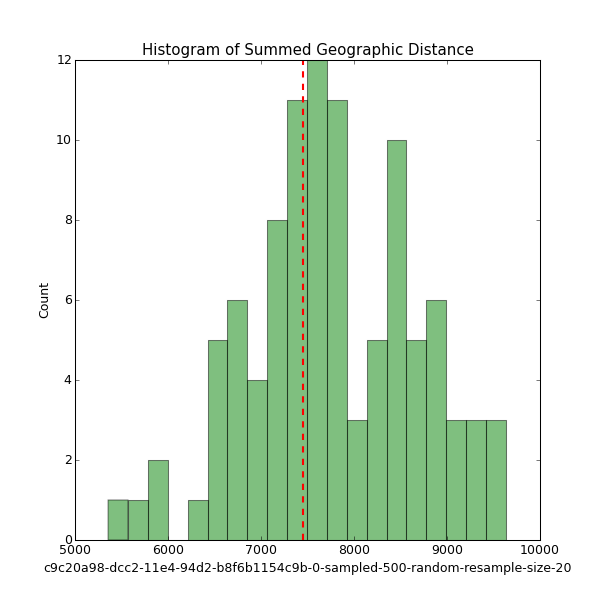 Histogram of Summed Geographic Distance
12
10
8
6
4
2
0
Count
5000 6000 7000 8000 9000 10000
c9c20a98-dcc2-11e4-94d2-b8f6b1154c9b-0-sampled-500-random-resample-size-20